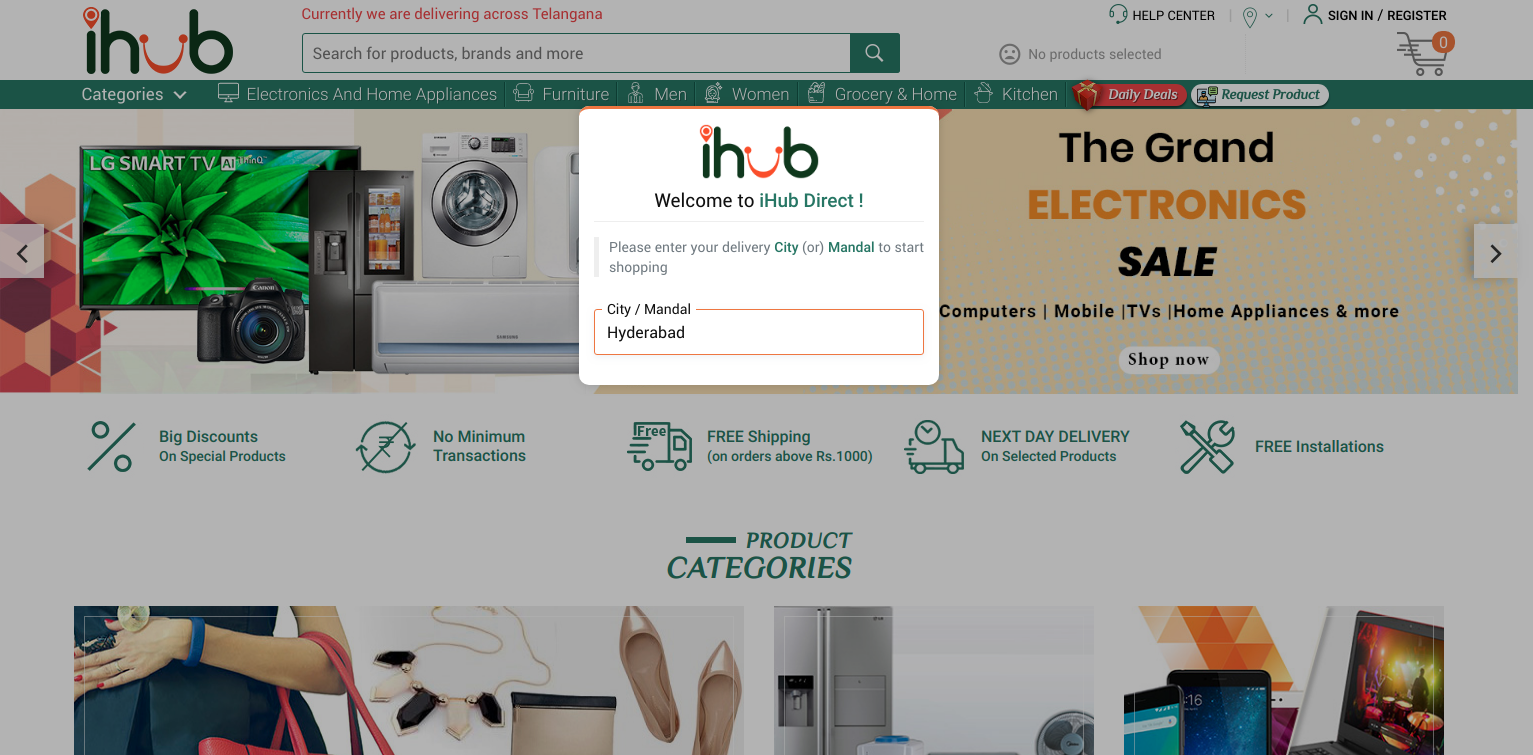 Currently we are delivering across Telangana
HELP CENTER
SIGN IN / REGISTER
ihub
Search for products, brands and more
No products selected
0
Categories
Electronics And Home Appliances
Furniture
Men
Women
Grocery & Home
Kitchen
Daily Deals
Request Product
LG SMART TV AI ThinQ
SAMSUNG
Canon
SAMSUNG
ihub
Welcome to iHub Direct !
Please enter your delivery City (or) Mandal to start
shopping
City / Mandal
Hyderabad
The Grand
ELECTRONICS
SALE
Computers | Mobile |TVs |Home Appliances & more
Shop now
Big Discounts
On Special Products
No Minimum
Transactions
Free
FREE Shipping
(on orders above Rs.1000)
NEXT DAY DELIVERY
On Selected Products
FREE Installations
PRODUCT
CATEGORIES